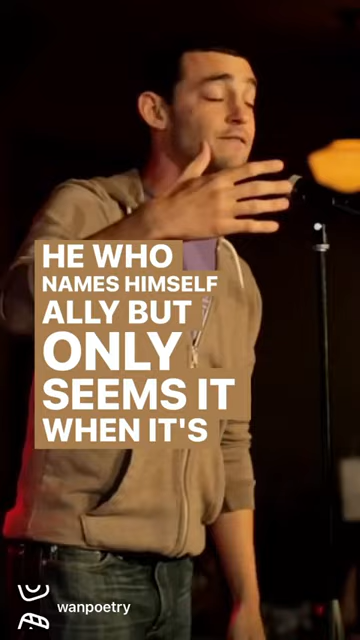 HE WHO
NAMES HIMSELF
ALLY BUT
ONLY
SEEMS IT
WHEN IT'S
wanpoetry